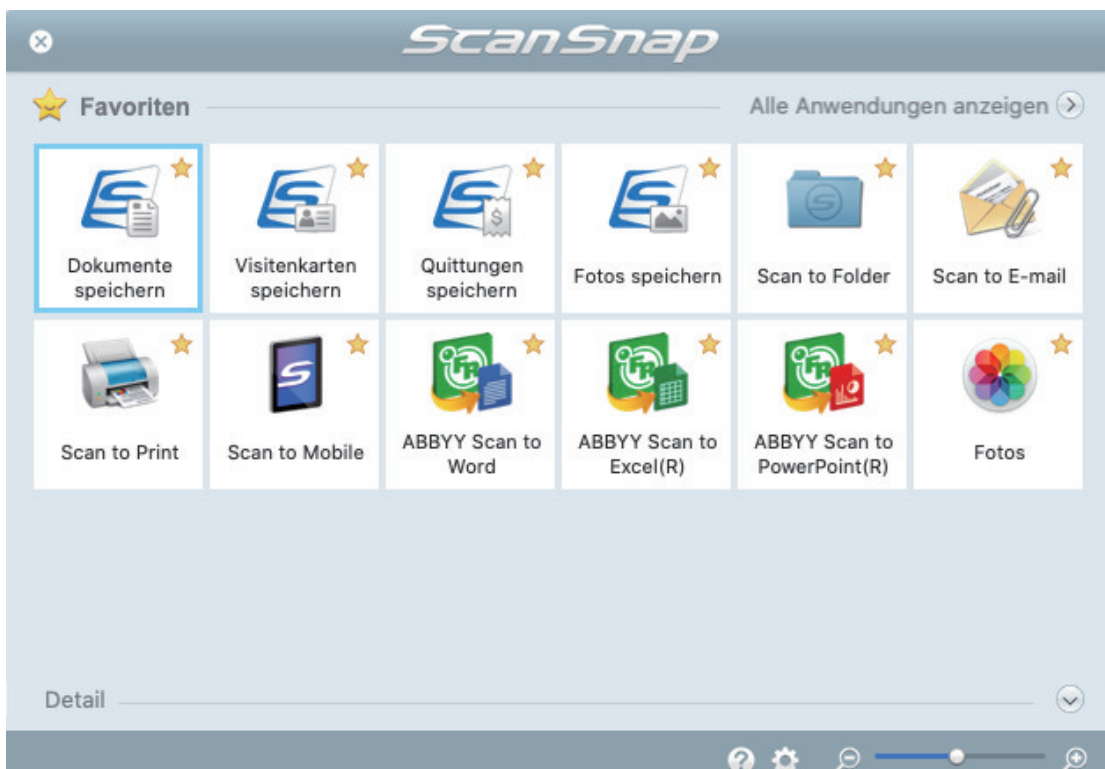 ScanSnap
Favoriten
Alle Anwendungen anzeigen
Dokumente
speichern
Visitenkarten
speichern
Quittungen
speichern
Fotos speichern
Scan to Folder
Scan to E-mail
Scan to Print
Scan to Mobile
ABBYY Scan to
Word
ABBYY Scan to
Excel(R)
ABBYY Scan to
PowerPoint(R)
Fotos
Detail